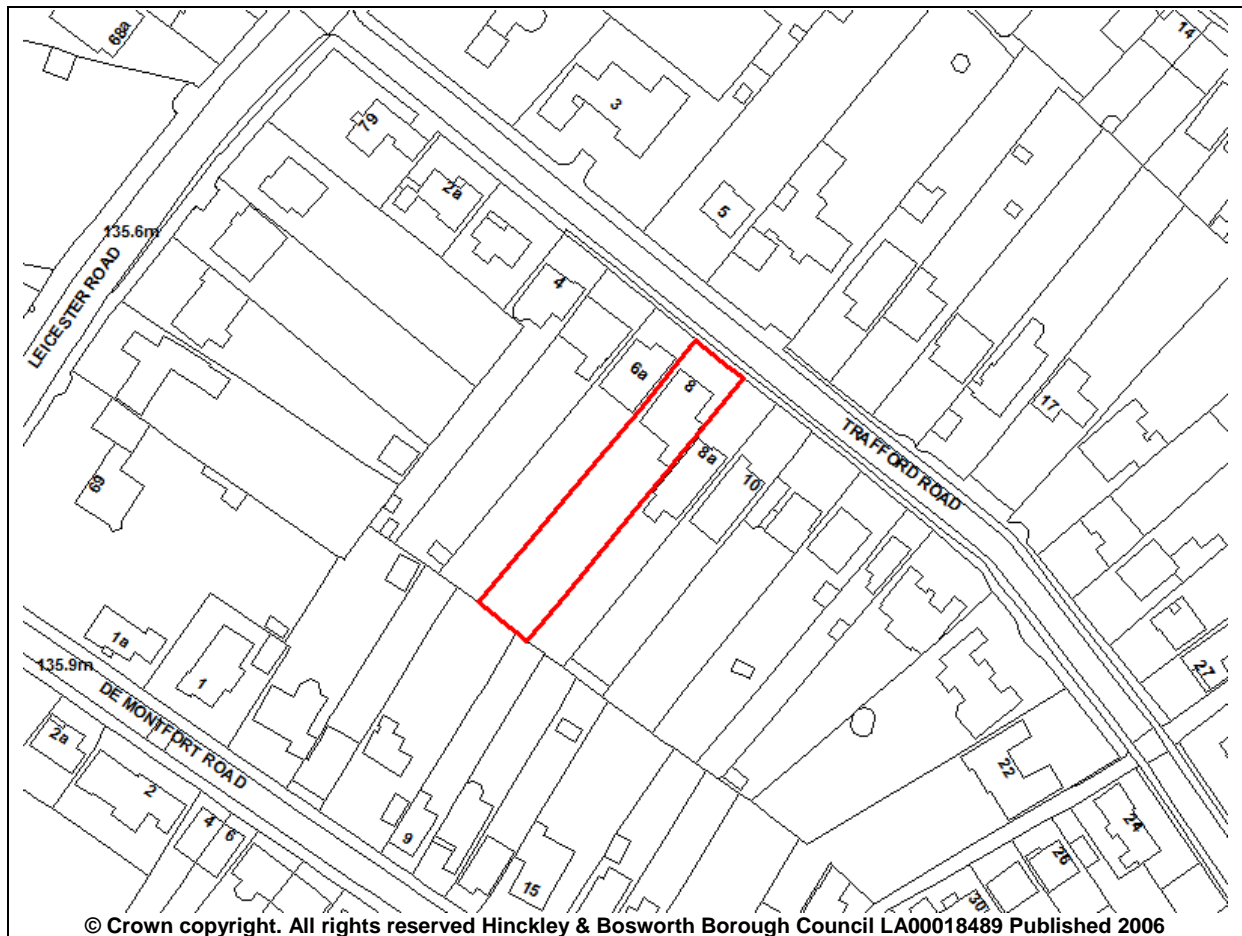 68a
14
3
79
2a
5
135.6m
LEICESTER ROAD
4
6a
8
17
TRAFFORD ROAD
8a
10
69
1a
135.9m
1
DE MONTFORT ROAD
27
2a
2
22
4
6
9
24
26
15
30
© Crown copyright. All rights reserved Hinckley & Bosworth Borough Council LA00018489 Published 2006